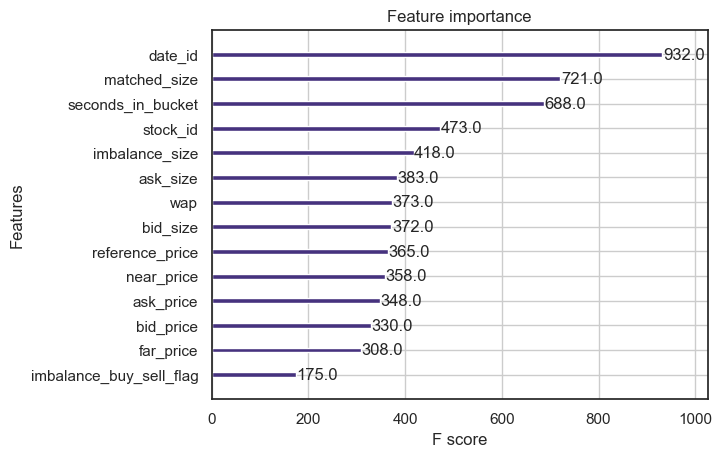 Feature importance
Features
date_id 932.0
matched_size 721.0
seconds_in_bucket 688.0
stock_id 473.0
imbalance_size 418.0
ask_size 383.0
wap 373.0
bid_size 372.0
reference_price 365.0
near_price 358.0
ask_price 348.0
bid_price 330.0
far_price 308.0
imbalance_buy_sell_flag 175.0
0 200 400 600 800 1000
F score